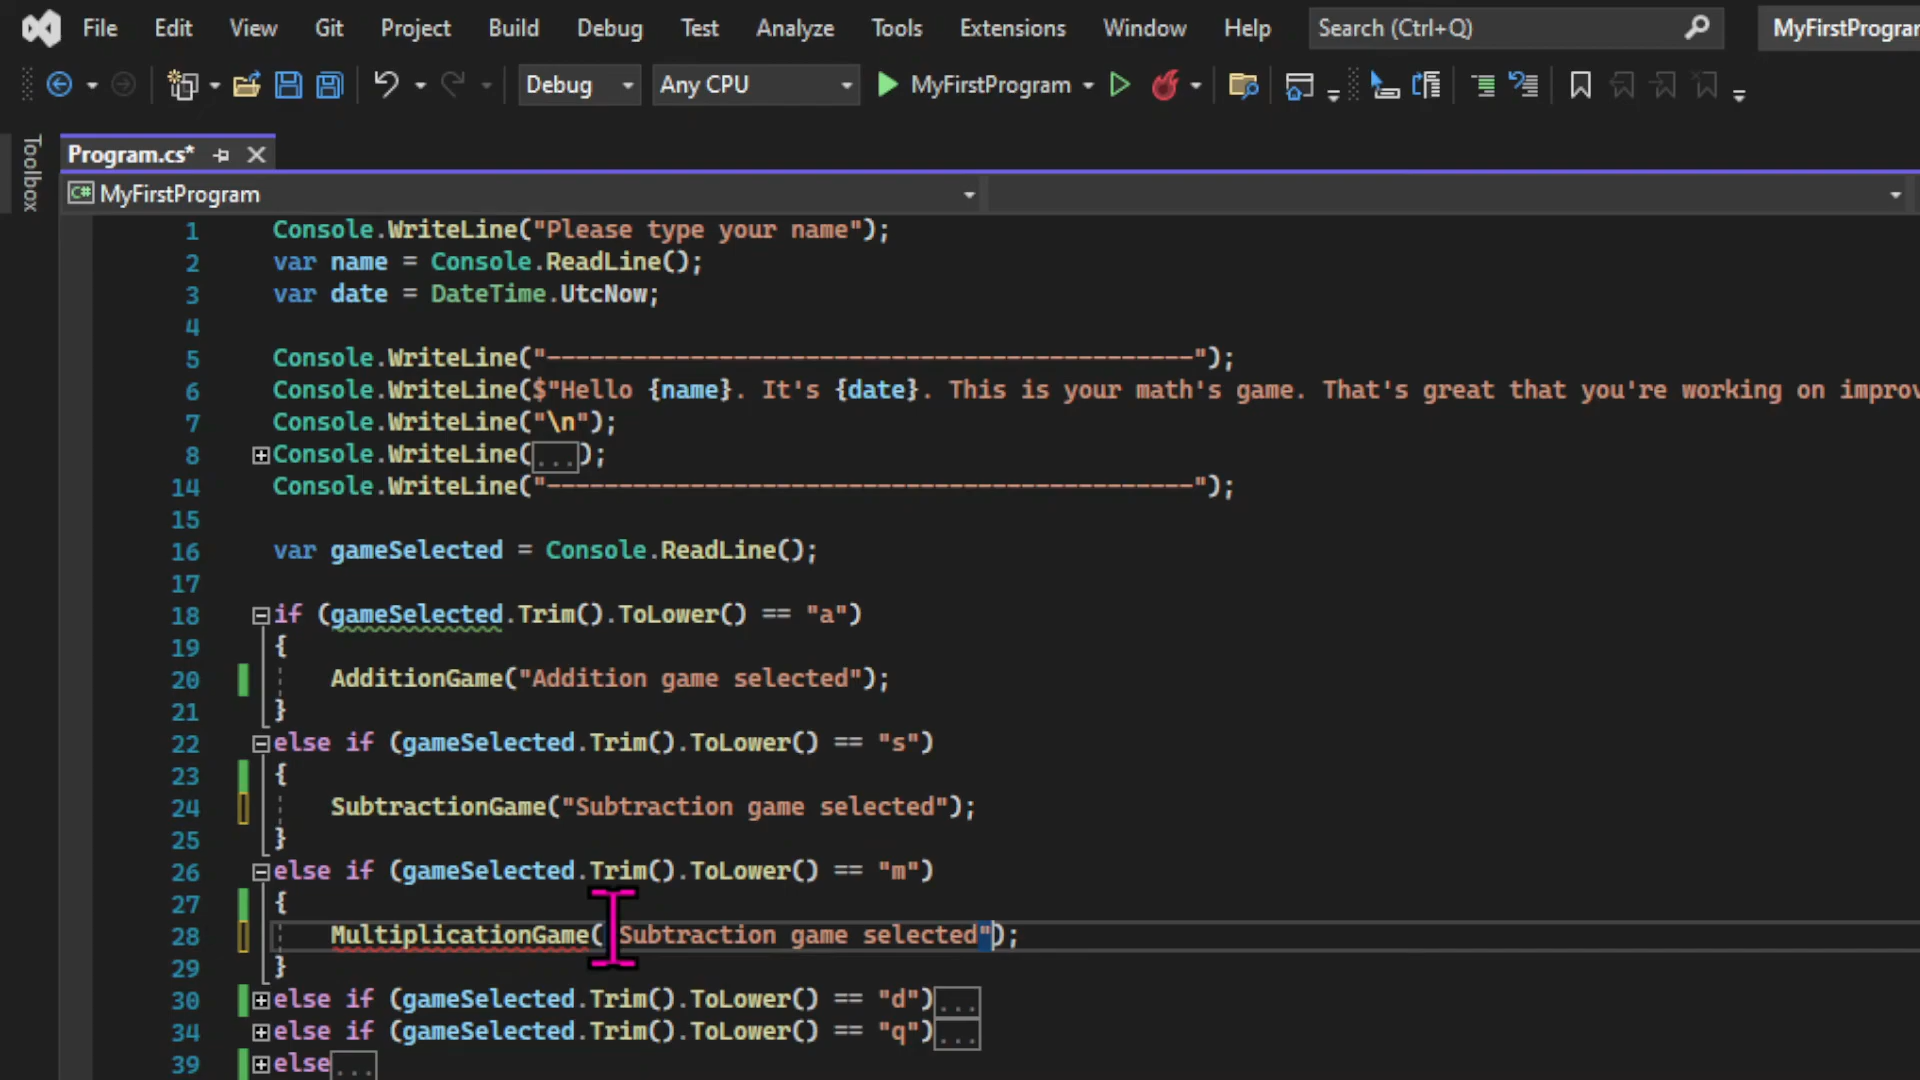 File Edit View Git Project Build Debug Test Analyze Tools Extensions Window Help Search (Ctrl+Q) MyFirstProgra
Debug Any CPU MyFirstProgram
Toolbox
Program.cs*
C# MyFirstProgram
1 Console.WriteLine("Please type your name");
2 var name = Console.ReadLine();
3 var date = DateTime.UtcNow;
4
5 Console.WriteLine("---------------------------------------------");
6 Console.WriteLine($"Hello {name}. It's {date}. This is your math's game. That's great that you're working on improv
7 Console.WriteLine("\n");
8 Console.WriteLine(...);
14 Console.WriteLine("---------------------------------------------");
15
16 var gameSelected = Console.ReadLine();
17
18 if (gameSelected.Trim().ToLower() == "a")
19 {
20 AdditionGame("Addition game selected");
21 }
22 else if (gameSelected.Trim().ToLower() == "s")
23 {
24 SubtractionGame("Subtraction game selected");
25 }
26 else if (gameSelected.Trim().ToLower() == "m")
27 {
28 MultiplicationGame("Subtraction game selected");
29 }
30 else if (gameSelected.Trim().ToLower() == "d")...
34 else if (gameSelected.Trim().ToLower() == "q")...
39 else...